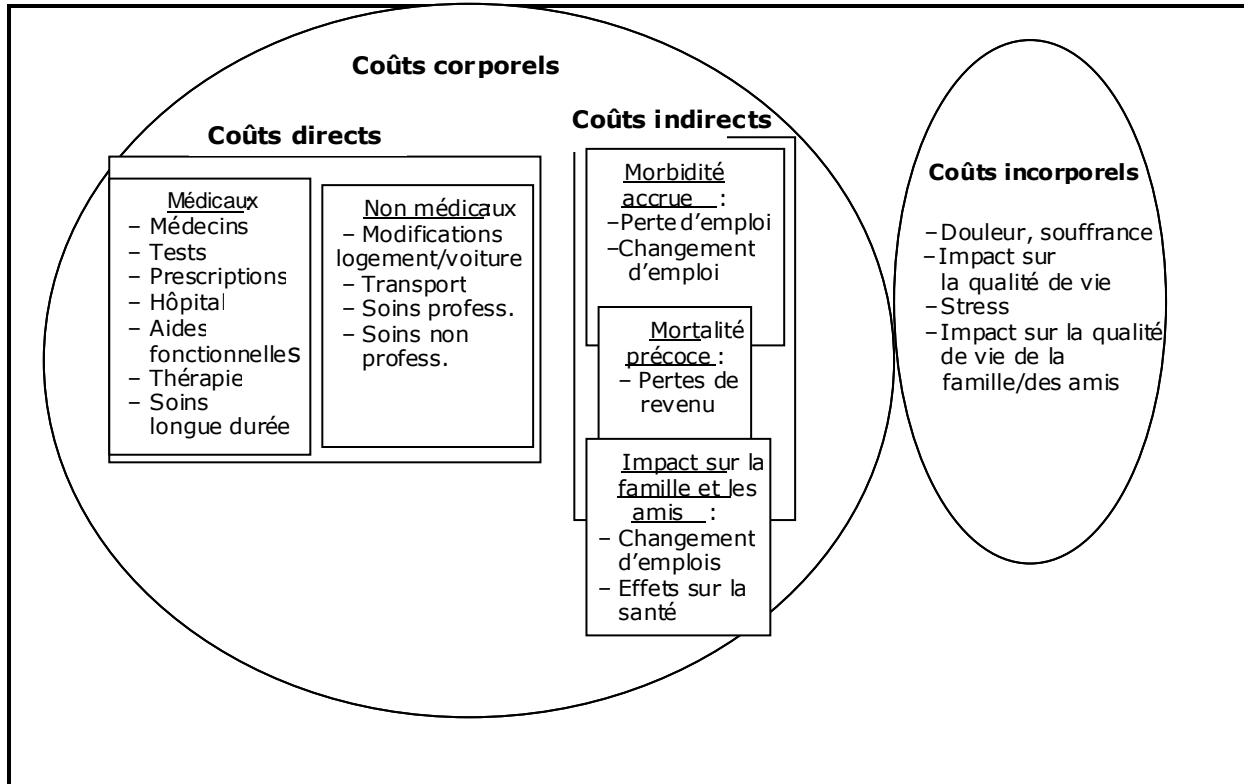 Coûts corporels
Coûts directs
Médicaux:
– Médecins
– Tests
– Prescriptions
– Hôpital
– Aides
fonctionnelles
– Thérapie
– Soins
longue durée
Non médicaux:
– Modifications
logement/voiture
– Transport
– Soins profess.
– Soins non
profess.
Coûts indirects
Morbidité
accrue :
– Perte d'emploi
– Changement
d'emploi
Mortalité
précoce :
– Pertes de
revenu
Impact sur la
famille et les
amis :
– Changement
d'emplois
– Effets sur la
santé
Coûts incorporels
– Douleur, souffrance
– Impact sur
la qualité de vie
– Stress
– Impact sur la qualité
de vie de la
famille/des amis